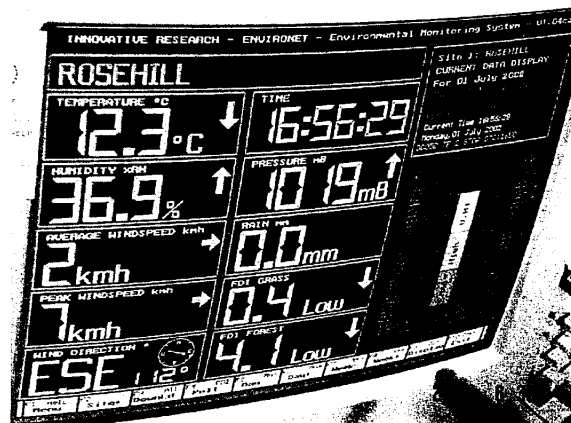 INNOVATIVE RESEARCH - ENVIRONET - Environmental Monitoring System - V1.04c
ROSEHILL
TEMPERATURE °C
12.3°C
TIME
16:56:29
HUMIDITY %RH
36.9%
PRESSURE mB
1019mB
AVERAGE WINDSPEED kmh
2kmh
RAIN mm
0.0mm
PEAK WINDSPEED kmh
7kmh
FDI GRASS
0.4 Low
WIND DIRECTION °
ESE 112°
FDI FOREST
4.1 Low
Site 1: ROSEHILL
CURRENT DATA DISPLAY
For 01 July 2002
Current Time 16:56:29
Monday, 01 July 2002
Menu
Site+